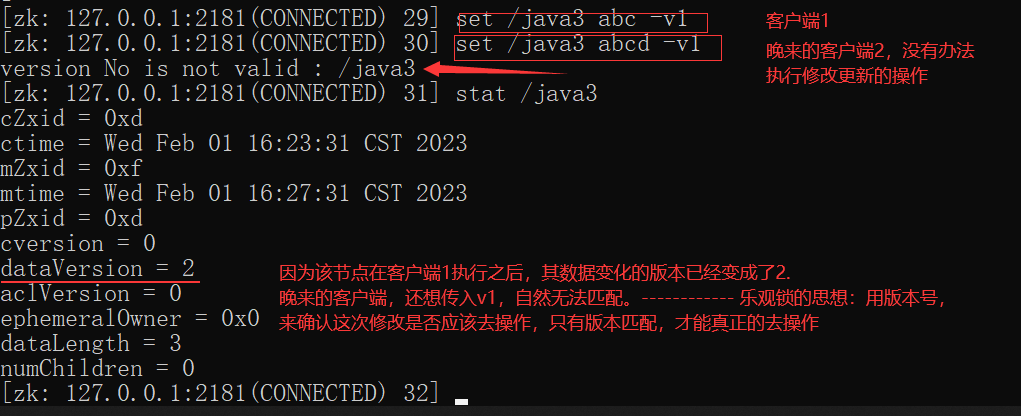 [zk: 127.0.0.1:2181(CONNECTED) 29] set /java3 abc -v1
客户端1
[zk: 127.0.0.1:2181(CONNECTED) 30] set /java3 abcd -v1
晚来的客户端2，没有办法
执行修改更新的操作
version No is not valid : /java3
[zk: 127.0.0.1:2181(CONNECTED) 31] stat /java3
cZxid = 0xd
ctime = Wed Feb 01 16:23:31 CST 2023
mZxid = 0xf
mtime = Wed Feb 01 16:27:31 CST 2023
pZxid = 0xd
cversion = 0
dataVersion = 2
aclVersion = 0
ephemeralOwner = 0x0
dataLength = 3
numChildren = 0
因为该节点在客户端1执行之后，其数据变化的版本已经变成了2.
晚来的客户端，还想传入v1，自然无法匹配。------------ 乐观锁的思想：用版本号，
来确认这次修改是否应该去操作，只有版本匹配，才能真正的去操作
[zk: 127.0.0.1:2181(CONNECTED) 32]